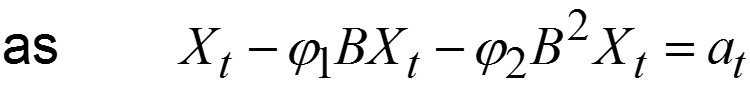 as X_t − φ_1BX_t − φ_2B^2X_t = a_t